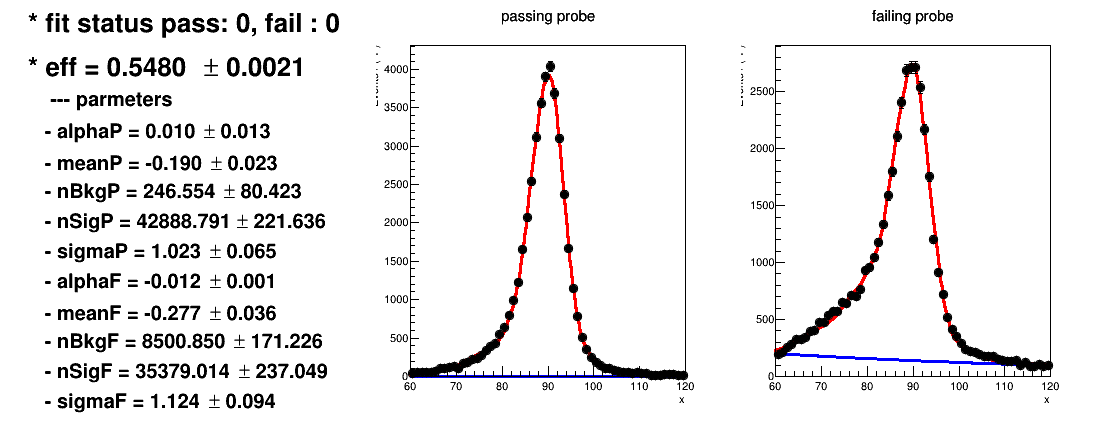 * fit status pass: 0, fail : 0
* eff = 0.5480 ± 0.0021
--- parmeters
- alphaP = 0.010 ± 0.013
- meanP = -0.190 ± 0.023
- nBkgP = 246.554 ± 80.423
- nSigP = 42888.791 ± 221.636
- sigmaP = 1.023 ± 0.065
- alphaF = -0.012 ± 0.001
- meanF = -0.277 ± 0.036
- nBkgF = 8500.850 ± 171.226
- nSigF = 35379.014 ± 237.049
- sigmaF = 1.124 ± 0.094
passing probe
4000
3500
3000
2500
2000
1500
1000
500
0
60 70 80 90 100 110 120
x
failing probe
2500
2000
1500
1000
500
0
60 70 80 90 100 110 120
x